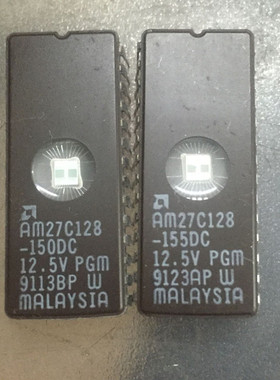 AM27C128
-150DC
12.5V PGM
9113BP W
MALAYSIA
AM27C128
-155DC
12.5V PGM
9123AP W
MALAYSIA